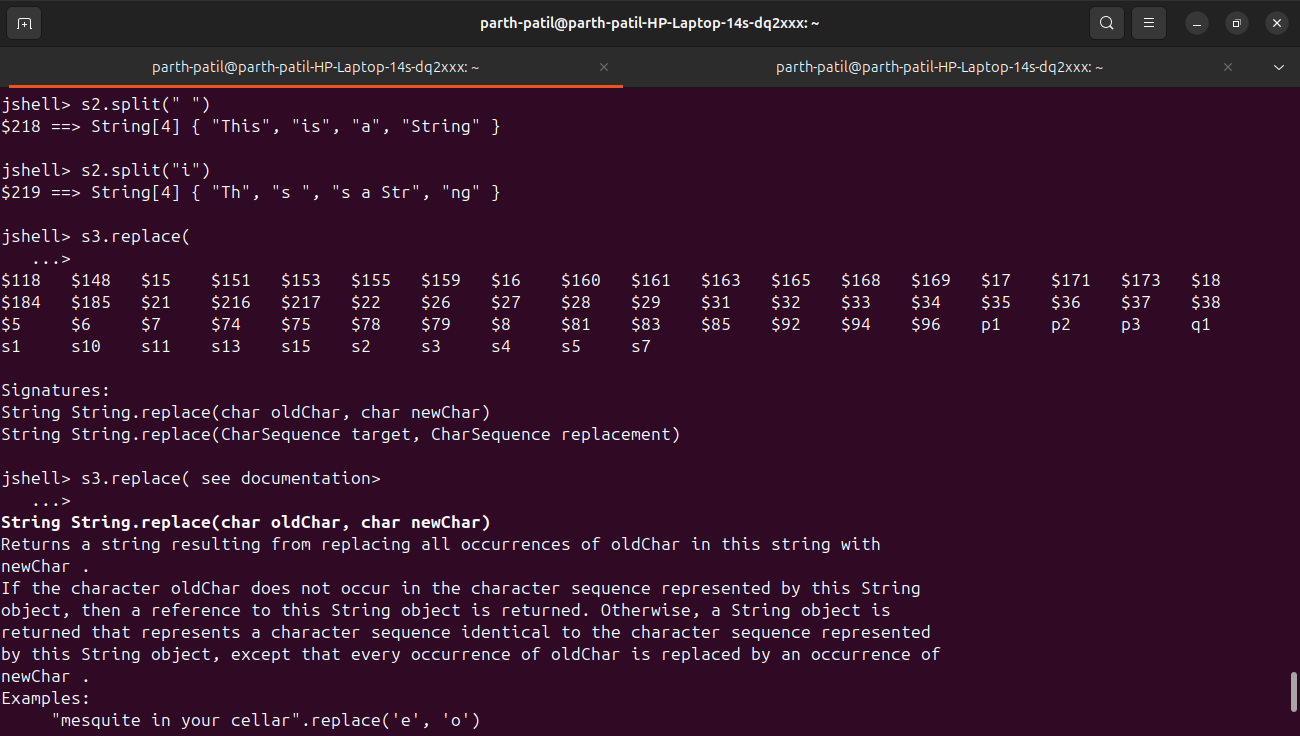 parth-patil@parth-patil-HP-Laptop-14s-dq2xxx: ~
parth-patil@parth-patil-HP-Laptop-14s-dq2xxx: ~
parth-patil@parth-patil-HP-Laptop-14s-dq2xxx: ~
jshell> s2.split(" ")
$218 ==> String[4] { "This", "is", "a", "String" }
jshell> s2.split("i")
$219 ==> String[4] { "Th", "s ", "s a Str", "ng" }
jshell> s3.replace(
   ...>
$118   $148   $15    $151   $153   $155   $159   $16    $160   $161   $163   $165   $168   $169   $17    $171   $173   $18
$184   $185   $21    $216   $217   $22    $26    $27    $28    $29    $31    $32    $33    $34    $35    $36    $37    $38
$5     $6     $7     $74    $75    $78    $79    $8     $81    $83    $85    $92    $94    $96    p1     p2     p3     q1
s1     s10    s11    s13    s15    s2     s3     s4     s5     s7
Signatures:
String String.replace(char oldChar, char newChar)
String String.replace(CharSequence target, CharSequence replacement)
jshell> s3.replace( see documentation>
   ...>
String String.replace(char oldChar, char newChar)
Returns a string resulting from replacing all occurrences of oldChar in this string with
newChar .
If the character oldChar does not occur in the character sequence represented by this String
object, then a reference to this String object is returned. Otherwise, a String object is
returned that represents a character sequence identical to the character sequence represented
by this String object, except that every occurrence of oldChar is replaced by an occurrence of
newChar .
Examples:
     "mesquite in your cellar".replace('e', 'o')